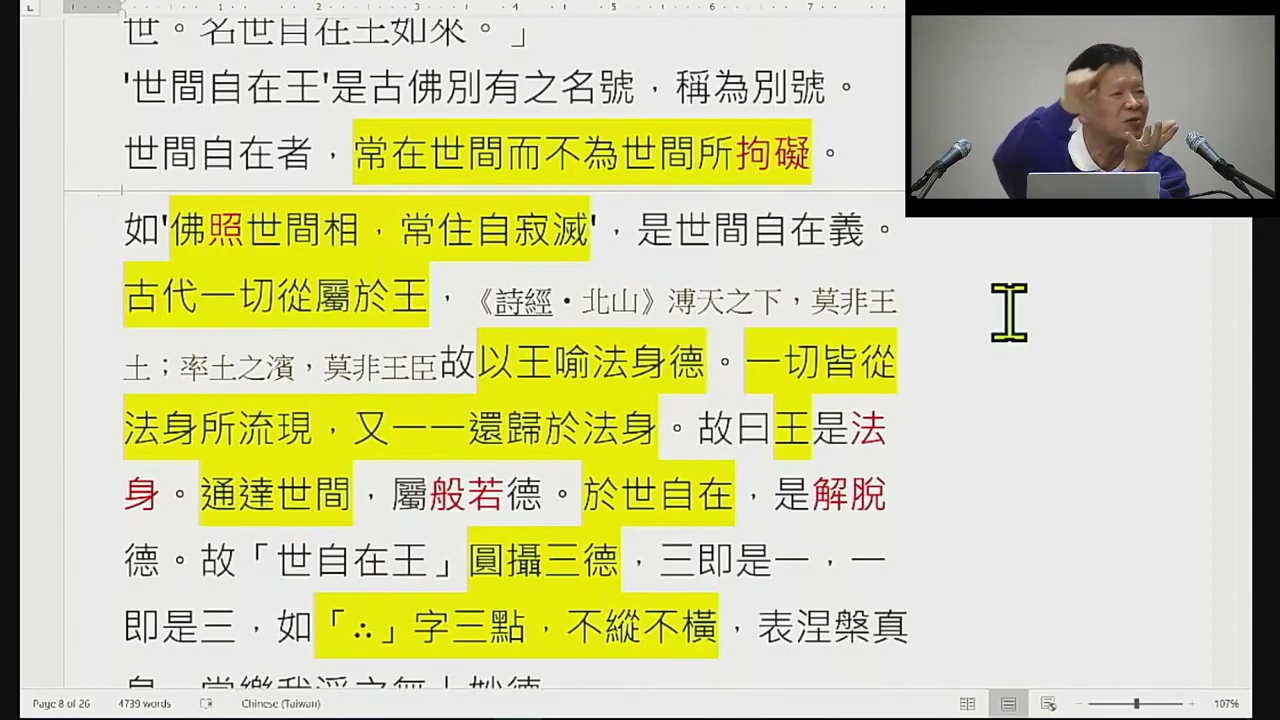 世。名世自在王如來。」
'世間自在王'是古佛別有之名號，稱為別號。
世間自在者，常在世間而不為世間所拘礙。
如'佛照世間相，常住自寂滅'，是世間自在義。
古代一切從屬於王，《詩經•北山》溥天之下，莫非王
土；率土之濱，莫非王臣故以王喻法身德。一切皆從
法身所流現，又一一還歸於法身。故曰王是法
身。通達世間，屬般若德。於世自在，是解脫
德。故「世自在王」圓攝三德，三即是一，一
即是三，如「∴」字三點，不縱不橫，表涅槃真
Page 8 of 26 4739 words Chinese (Taiwan) 107%